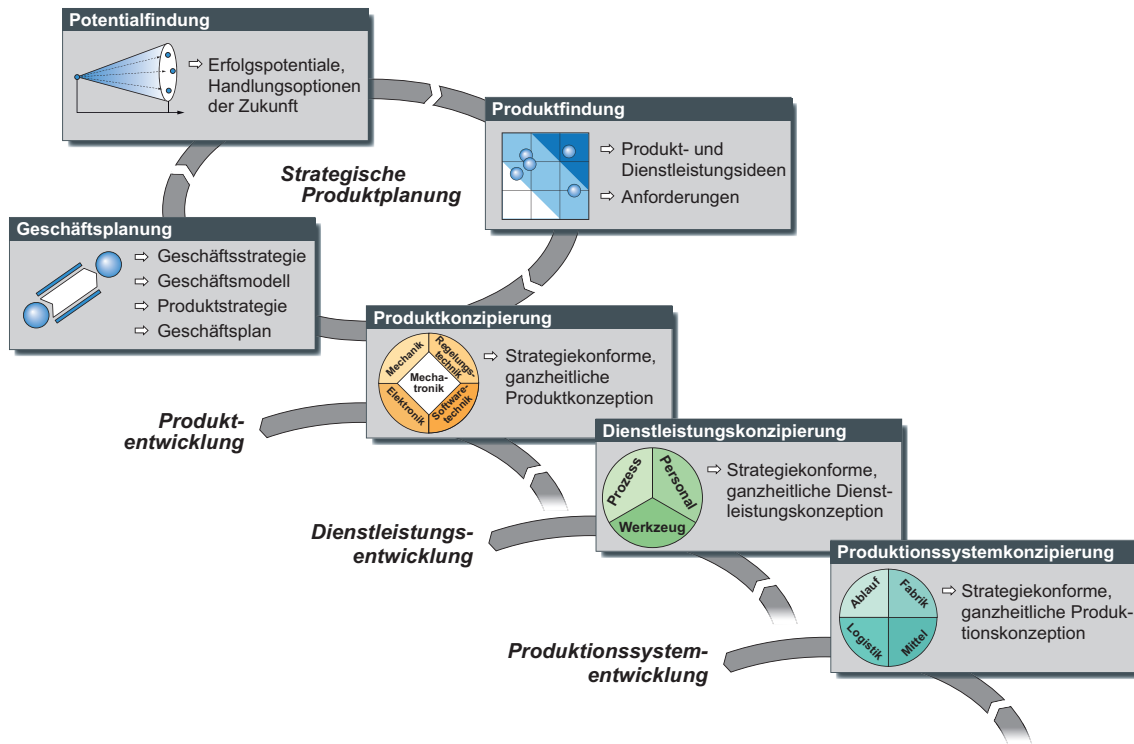 Potentialfindung
⇨ Erfolgspotentiale,
Handlungsoptionen
der Zukunft
Produktfindung
⇨ Produkt- und
Dienstleistungsideen
⇨ Anforderungen
Strategische
Produktplanung
Geschäftsplanung
⇨ Geschäftsstrategie
⇨ Geschäftsmodell
⇨ Produktstrategie
⇨ Geschäftsplan
Produktkonzipierung
Mechanik
Regelungs-
technik
Mecha-
tronik
Elektronik
Software-
technik
⇨ Strategiekonforme,
ganzheitliche
Produktkonzeption
Produkt-
entwicklung
Dienstleistungskonzipierung
Prozess
Personal
Werkzeug
⇨ Strategiekonforme,
ganzheitliche Dienst-
leistungskonzeption
Dienstleistungs-
entwicklung
Produktionssystemkonzipierung
Ablauf
Fabrik
Logistik
Mittel
⇨ Strategiekonforme,
ganzheitliche Produk-
tionskonzeption
Produktionssystem-
entwicklung